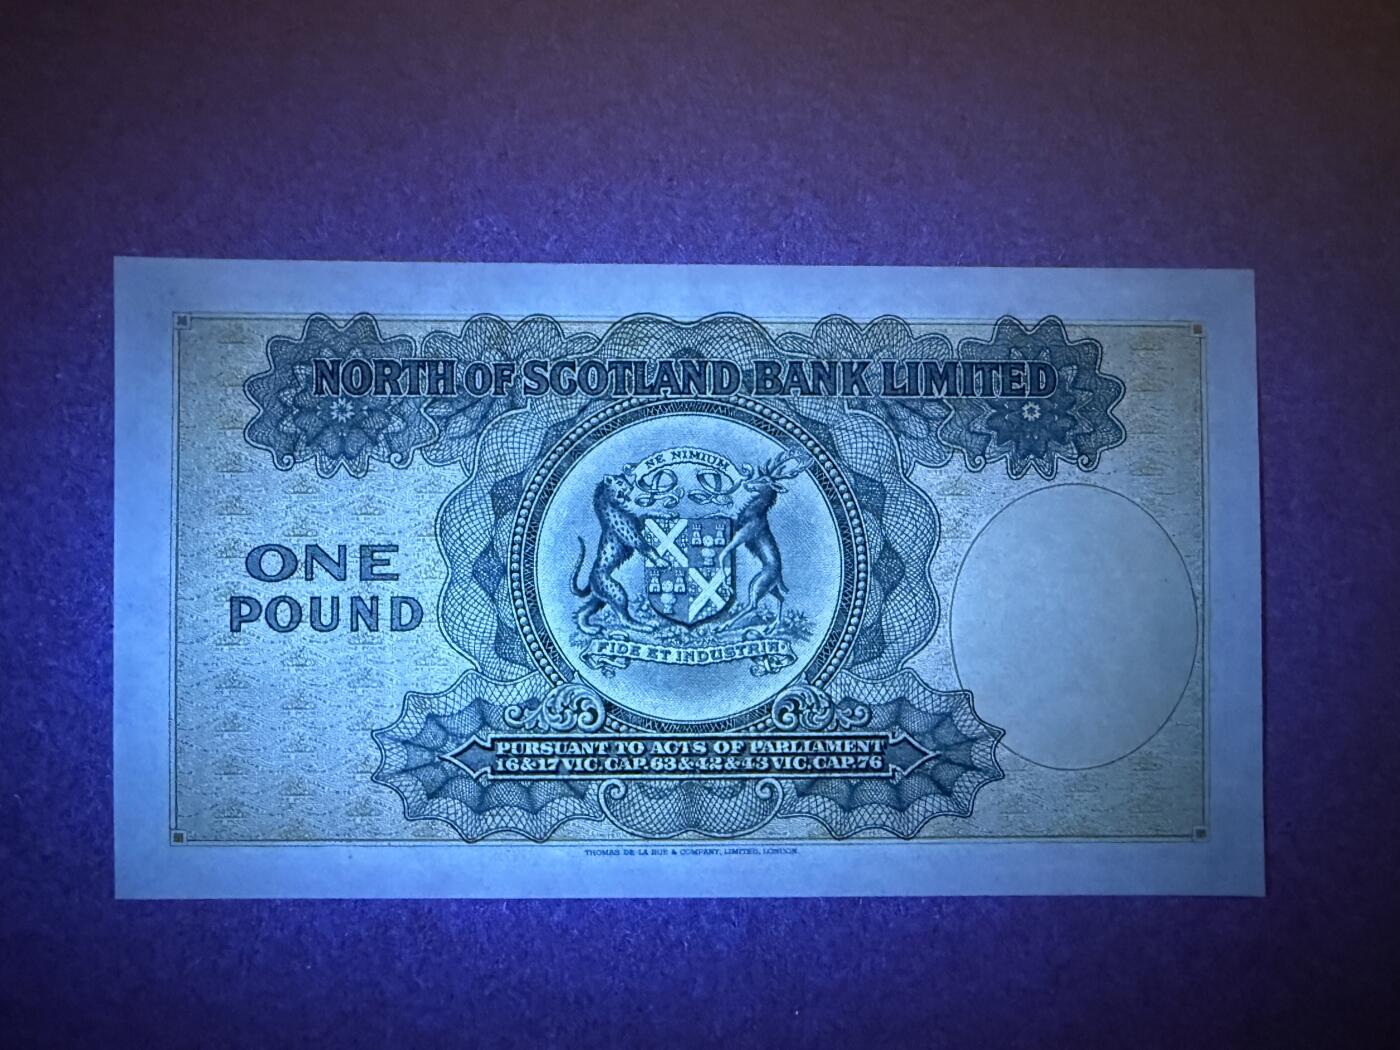 NORTH OF SCOTLAND BANK LIMITED
NE NIMIUM
ONE
POUND
FIDE ET INDUSTRIA
PURSUANT TO ACTS OF PARLIAMENT
16 & 17 VIC, CAP. 63 & 42 & 43 VIC, CAP. 76
THOMAS DE LA RUE & COMPANY, LIMITED, LONDON.